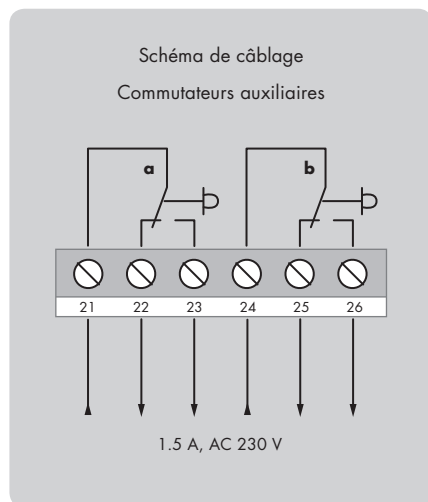 Schéma de câblage
Commutateurs auxiliaires
a b
21 22 23 24 25 26
1.5 A, AC 230 V